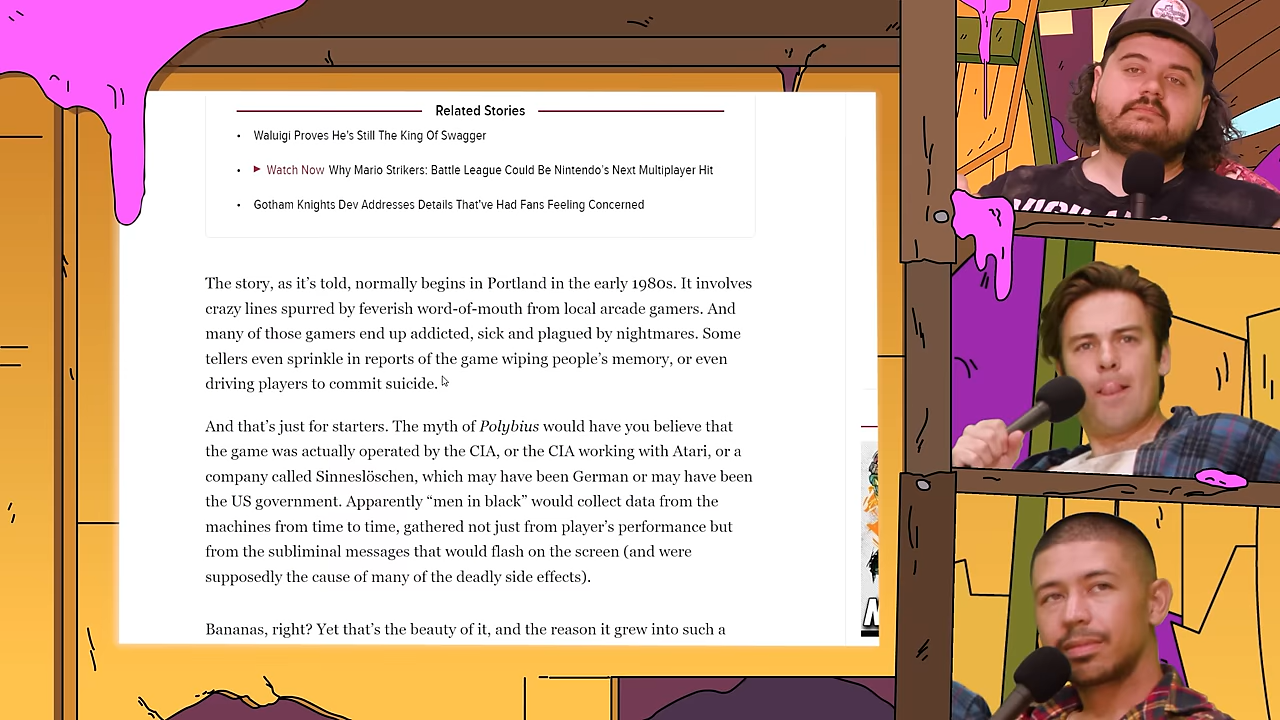 Related Stories
• Waluigi Proves He's Still The King Of Swagger
• Watch Now Why Mario Strikers: Battle League Could Be Nintendo's Next Multiplayer Hit
• Gotham Knights Dev Addresses Details That've Had Fans Feeling Concerned
The story, as it's told, normally begins in Portland in the early 1980s. It involves
crazy lines spurred by feverish word-of-mouth from local arcade gamers. And
many of those gamers end up addicted, sick and plagued by nightmares. Some
tellers even sprinkle in reports of the game wiping people's memory, or even
driving players to commit suicide.
And that's just for starters. The myth of Polybius would have you believe that
the game was actually operated by the CIA, or the CIA working with Atari, or a
company called Sinneslöschen, which may have been German or may have been
the US government. Apparently “men in black” would collect data from the
machines from time to time, gathered not just from player's performance but
from the subliminal messages that would flash on the screen (and were
supposedly the cause of many of the deadly side effects).
Bananas, right? Yet that's the beauty of it, and the reason it grew into such a